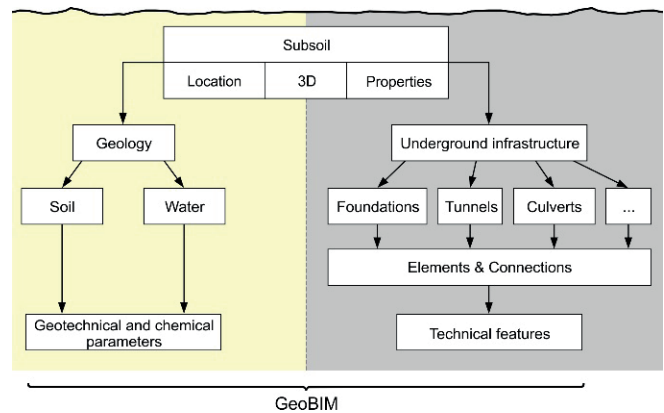 Subsoil
Location
3D
Properties
Geology
Underground infrastructure
Soil
Water
Foundations
Tunnels
Culverts
...
Elements & Connections
Geotechnical and chemical
parameters
Technical features
GeoBIM